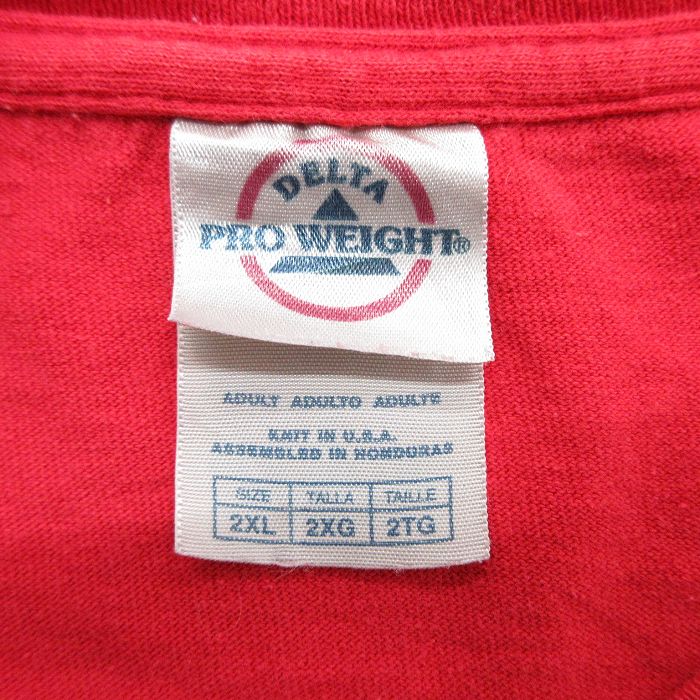 DELTA
PRO WEIGHT®
ADULT ADULTO ADULTE
KNIT IN U.S.A.
ASSEMBLED IN HONDURAS
SIZE TALLA TAILLE
2XL 2XG 2TG